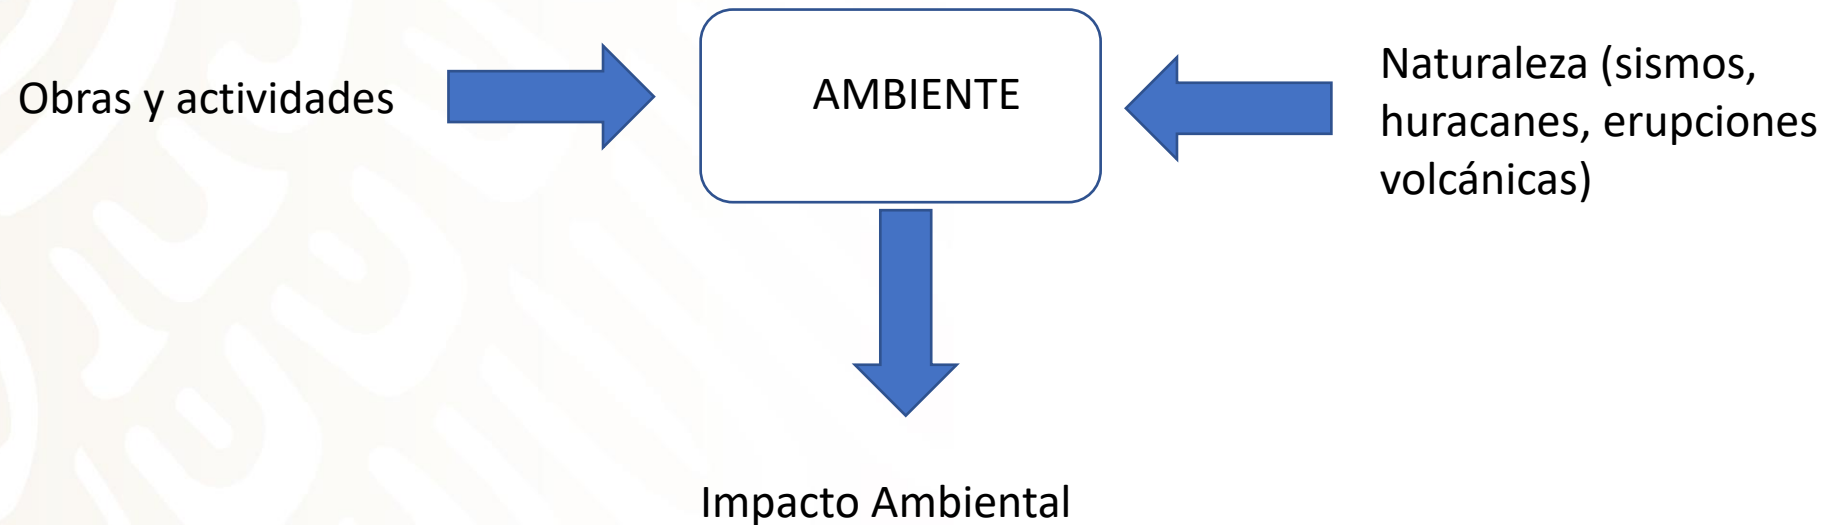 Obras y actividades
AMBIENTE
Naturaleza (sismos,
huracanes, erupciones
volcánicas)
Impacto Ambiental